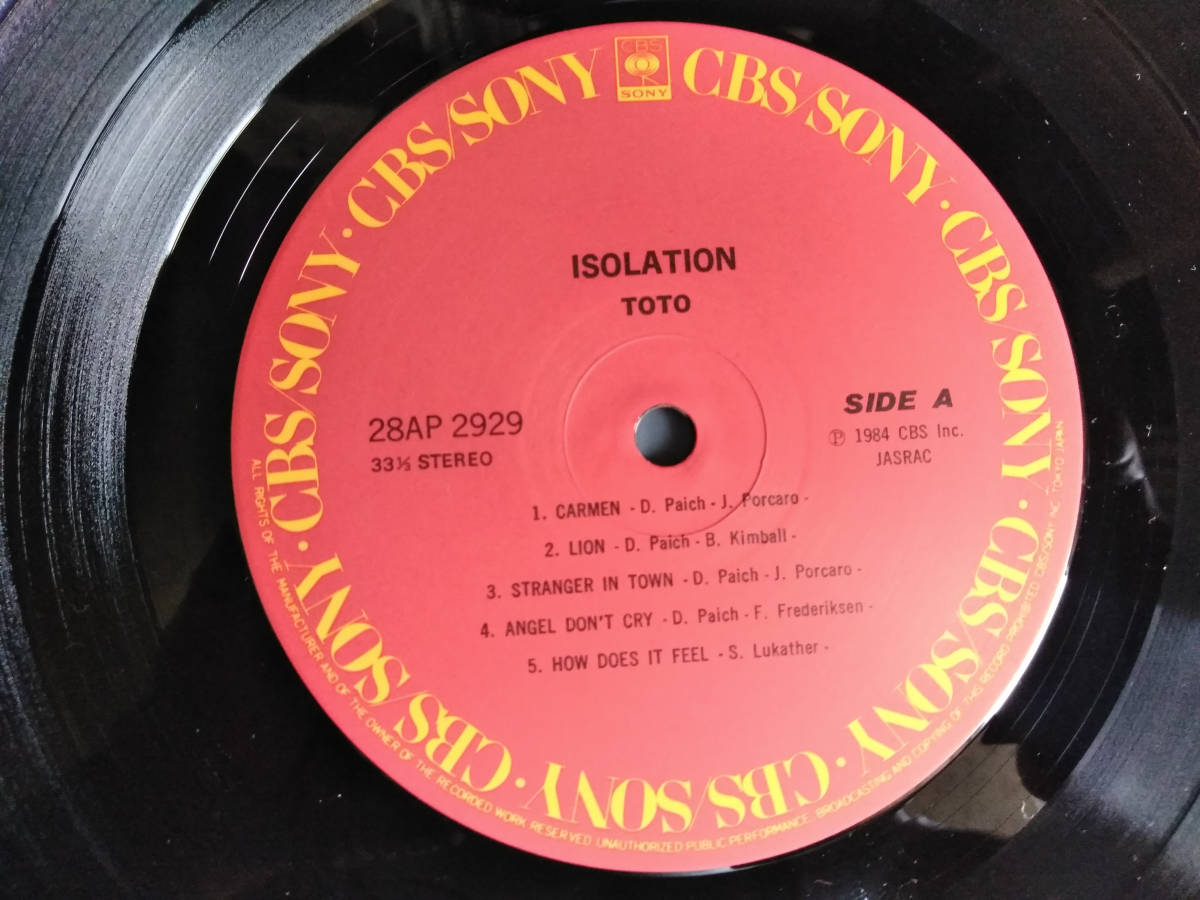 CBS
SONY
CBS/SONY · CBS/SONY · CBS/SONY · CBS/SONY · CBS/SONY · CBS/SONY · CBS/SONY · CBS/SONY
ISOLATION
TOTO
28AP 2929
33⅓ STEREO
SIDE A
Ⓟ 1984 CBS Inc.
JASRAC
1. CARMEN - D. Paich - J. Porcaro -
2. LION - D. Paich - B. Kimball -
3. STRANGER IN TOWN - D. Paich - J. Porcaro -
4. ANGEL DON'T CRY - D. Paich - F. Frederiksen -
5. HOW DOES IT FEEL - S. Lukather -
ALL RIGHTS OF THE MANUFACTURER AND OF THE OWNER OF THE RECORDED WORK RESERVED UNAUTHORIZED PUBLIC PERFORMANCE, BROADCASTING AND COPYING OF THIS RECORD PROHIBITED. CBS/SONY INC. TOKYO JAPAN